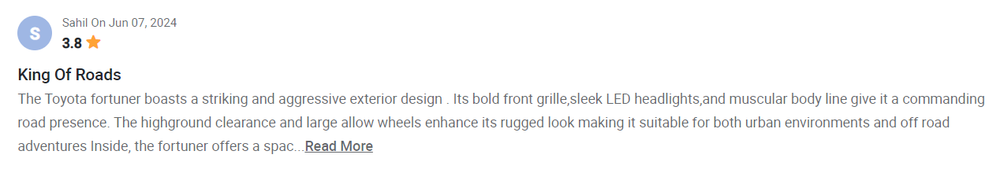 S
Sahil On Jun 07, 2024
3.8
King Of Roads
The Toyota fortuner boasts a striking and aggressive exterior design . Its bold front grille,sleek LED headlights,and muscular body line give it a commanding
road presence. The highground clearance and large allow wheels enhance its rugged look making it suitable for both urban environments and off road
adventures Inside, the fortuner offers a spac...Read More